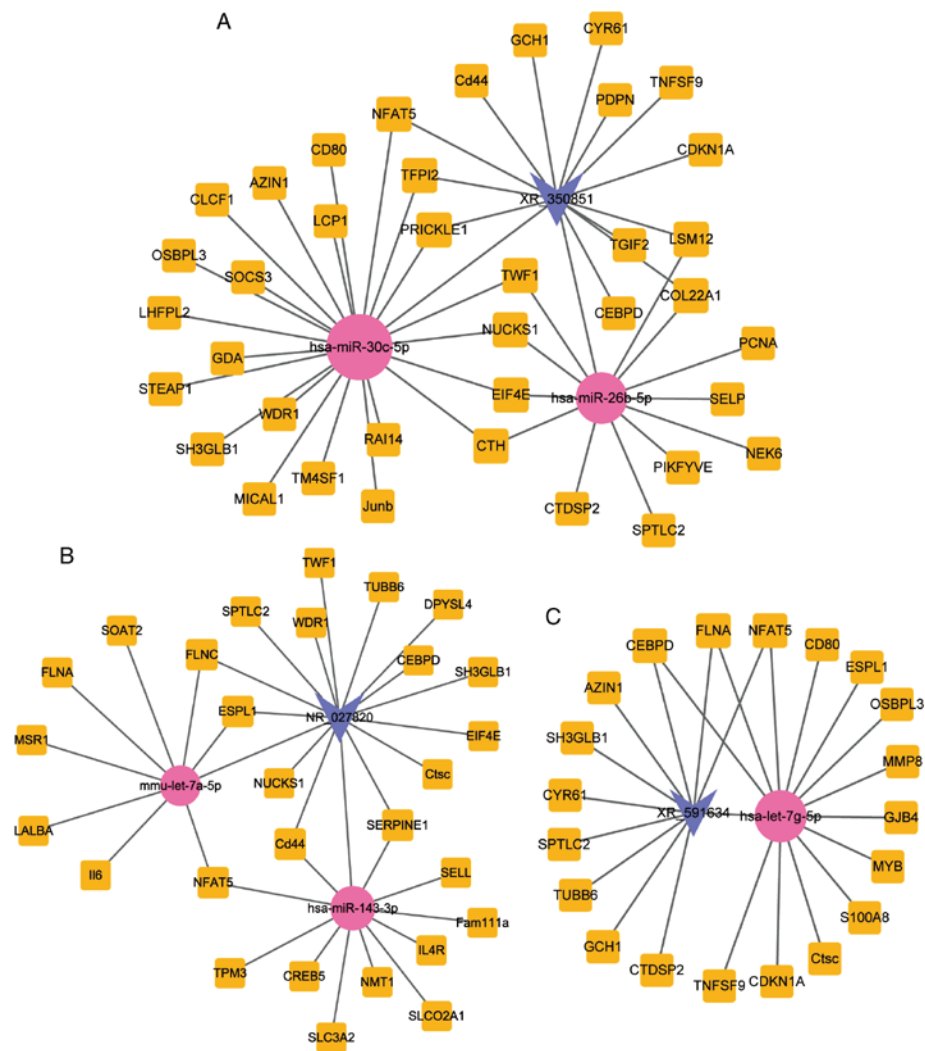 A
CYR61
GCH1
Cd44
TNFSF9
PDPN
NFAT5
CD80
CDKN1A
TFPI2
AZIN1
CLCF1
XR_350851
LCP1
PRICKLE1
TGIF2
LSM12
OSBPL3
SOCS3
TWF1
COL22A1
CEBPD
LHFPL2
NUCKS1
hsa-miR-30c-5p
PCNA
GDA
STEAP1
EIF4E
hsa-miR-26b-5p
SELP
WDR1
SH3GLB1
RAI14
CTH
NEK6
PIKFYVE
TM4SF1
MICAL1
Junb
CTDSP2
SPTLC2
B
TWF1
TUBB6
SPTLC2
WDR1
DPYSL4
SOAT2
FLNC
CEBPD
FLNA
SH3GLB1
ESPL1
NR_027820
MSR1
EIF4E
mmu-let-7a-5p
NUCKS1
Ctsc
LALBA
SERPINE1
Cd44
Il6
NFAT5
SELL
hsa-miR-143-3p
Fam111a
IL4R
TPM3
CREB5
NMT1
SLCO2A1
SLC3A2
C
FLNA
NFAT5
CEBPD
CD80
ESPL1
AZIN1
OSBPL3
SH3GLB1
MMP8
CYR61
XR_591634
hsa-let-7g-5p
GJB4
SPTLC2
MYB
TUBB6
S100A8
GCH1
Ctsc
CTDSP2
TNFSF9
CDKN1A